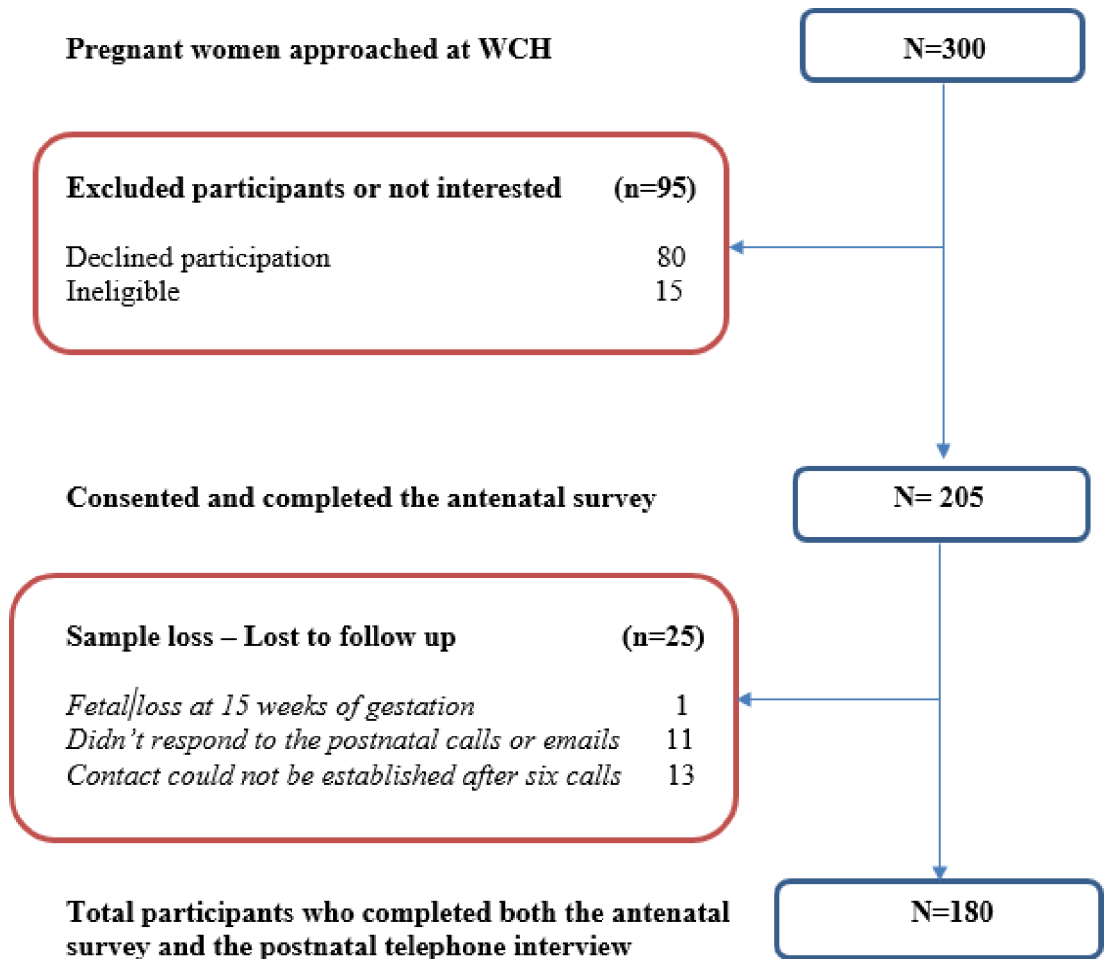 Pregnant women approached at WCH N=300
Excluded participants or not interested (n=95)
Declined participation 80
Ineligible 15
Consented and completed the antenatal survey N= 205
Sample loss – Lost to follow up (n=25)
Fetal/loss at 15 weeks of gestation 1
Didn’t respond to the postnatal calls or emails 11
Contact could not be established after six calls 13
Total participants who completed both the antenatal N=180
survey and the postnatal telephone interview